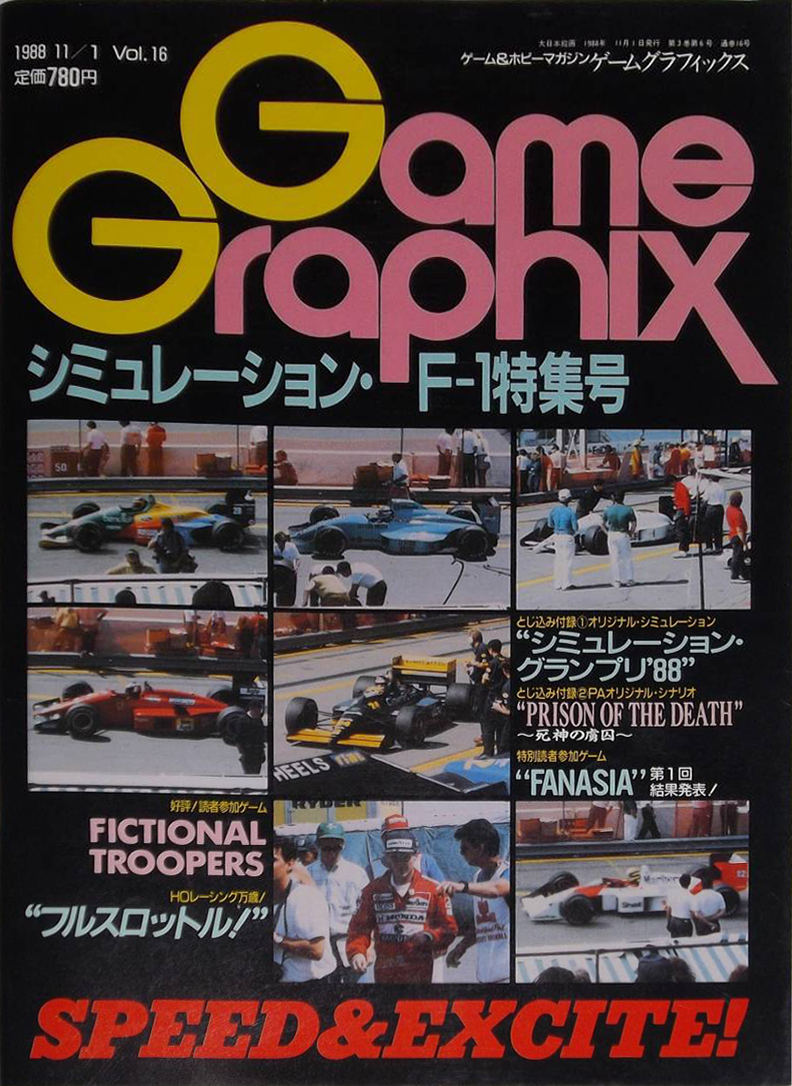 1988 11/1 Vol.16
定価780円
大日本絵画 1988年 11月1日発行 第3巻第6号 通巻16号
ゲーム&ホビーマガジンゲームグラフィックス
Game
Graphix
シミュレーション・F-1特集号
50
とじ込み付録①オリジナル・シミュレーション
“シミュレーション・
グランプリ'88”
とじ込み付録②PAオリジナル・シナリオ
“PRISON OF THE DEATH”
〜死神の虜囚〜
特別読者参加ゲーム
“FANASIA”第1回
結果発表!
HEELS
好評!読者参加ゲーム
FICTIONAL
TROOPERS
HOレーシング万歳!
“フルスロットル!”
RYDER
HONDA
Shell
12
SPEED&EXCITE!